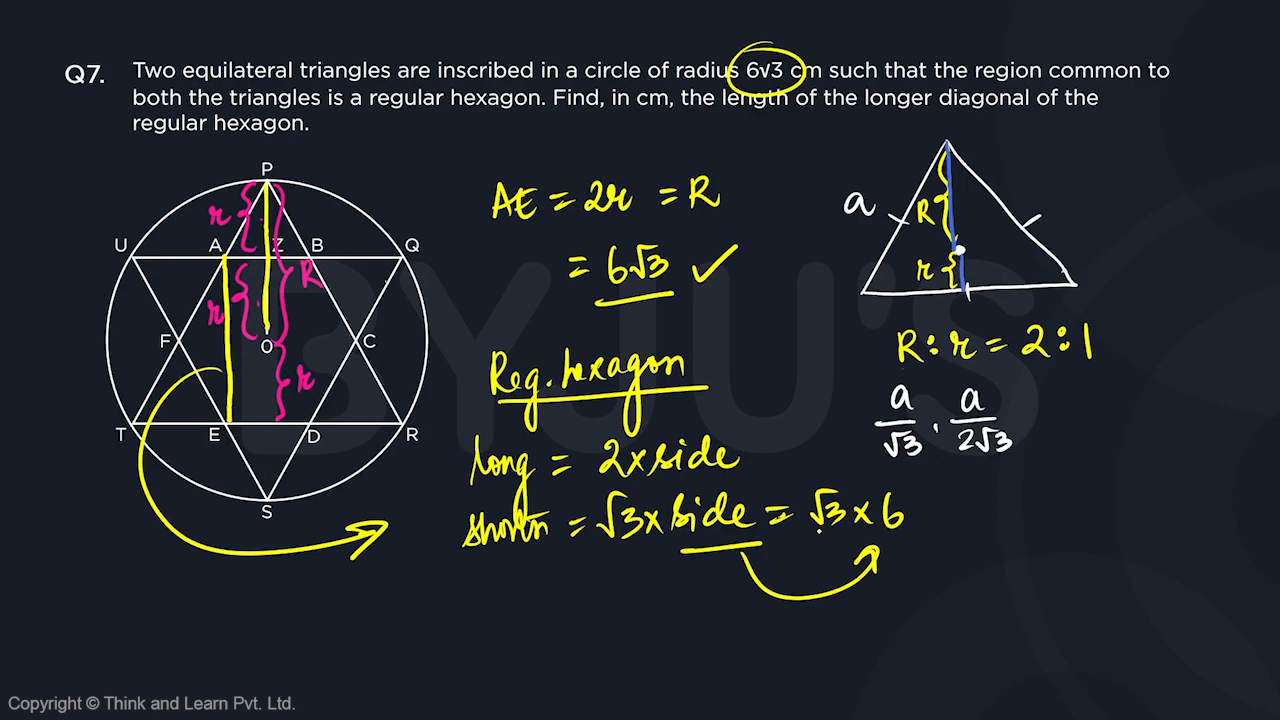 Q7. Two equilateral triangles are inscribed in a circle of radius 6√3 cm such that the region common to
both the triangles is a regular hexagon. Find, in cm, the length of the longer diagonal of the
regular hexagon.
P
U A Z B Q
r
R
r
F O C
r
T E D R
S
AE = 2r = R
= 6√3 ✓
Reg. hexagon
long = 2×side
= √3×side = √3×6
a
R
r
R:r = 2:1
a/√3, a/2√3
BYJU'S
Copyright © Think and Learn Pvt. Ltd.